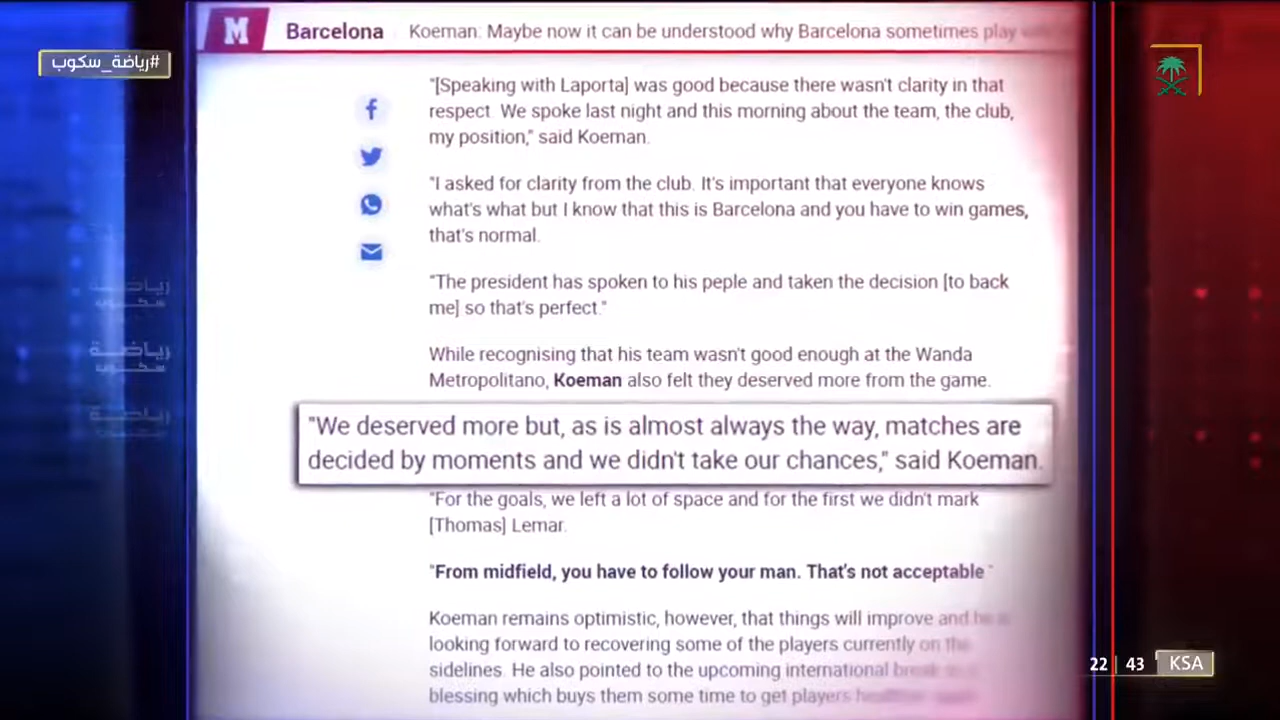 M Barcelona Koeman: Maybe now it can be understood why Barcelona sometimes play
#رياضة_سكوب
"[Speaking with Laporta] was good because there wasn't clarity in that
respect. We spoke last night and this morning about the team, the club,
my position," said Koeman.
"I asked for clarity from the club. It's important that everyone knows
what's what but I know that this is Barcelona and you have to win games,
that's normal.
"The president has spoken to his peple and taken the decision [to back
me] so that's perfect."
While recognising that his team wasn't good enough at the Wanda
Metropolitano, Koeman also felt they deserved more from the game.
"We deserved more but, as is almost always the way, matches are
decided by moments and we didn't take our chances," said Koeman.
"For the goals, we left a lot of space and for the first we didn't mark
[Thomas] Lemar.
"From midfield, you have to follow your man. That's not acceptable"
Koeman remains optimistic, however, that things will improve and he is
looking forward to recovering some of the players currently on the
sidelines. He also pointed to the upcoming international break as a
blessing which buys them some time to get players
رياضة
سكوب
رياضة
سكوب
رياضة
سكوب
22 43 KSA